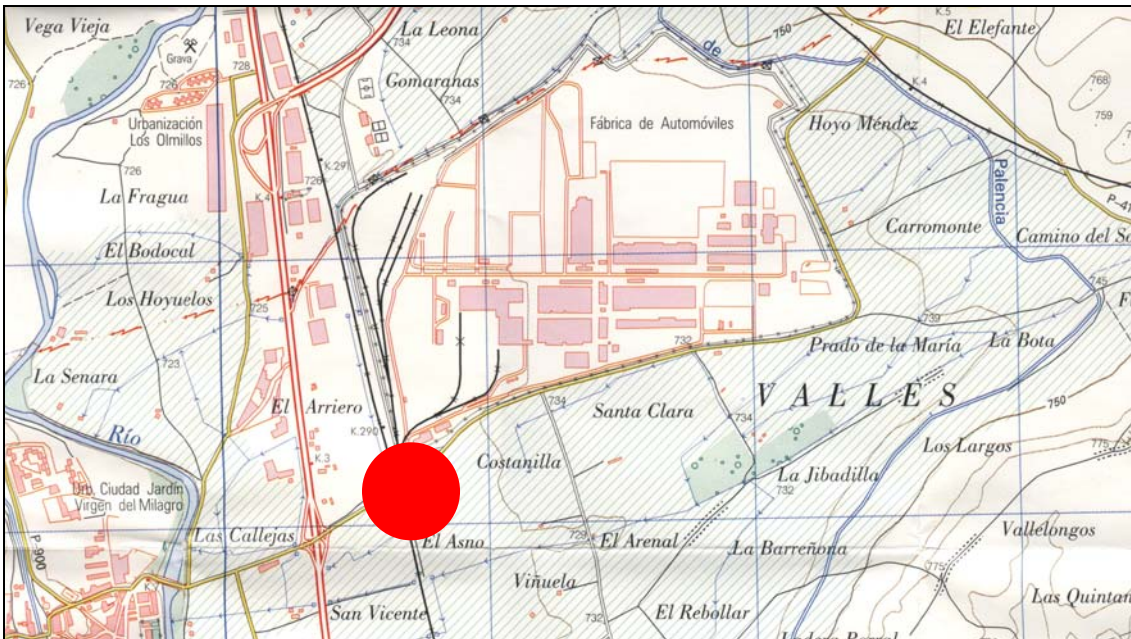 Vega Vieja
Grava
726
726
728
Urbanización
Los Olmillos
La Leona
734
Gomaranas
734
de
750
K.5
El Elefante
K-4
768
759
Fábrica de Automóviles
Hoyo Méndez
K.291
726
K.4
726
La Fragua
Palencia
P-41
Carromonte
Camino del So
El Bodocal
Los Hoyuelos
725
745
739
La Bota
732
Prado de la María
723
La Senara
El Arriero
K.290
734
Santa Clara
734
VALLES
750
Río
Los Largos
775
K.3
Costanilla
La Jibadilla
732
Urb. Ciudad Jardín
Virgen del Milagro
Las Callejas
P-900
El Asno
729
El Arenal
La Barreñona
Vallelongos
Viñuela
775
San Vicente
732
El Rebollar
Las Quintan